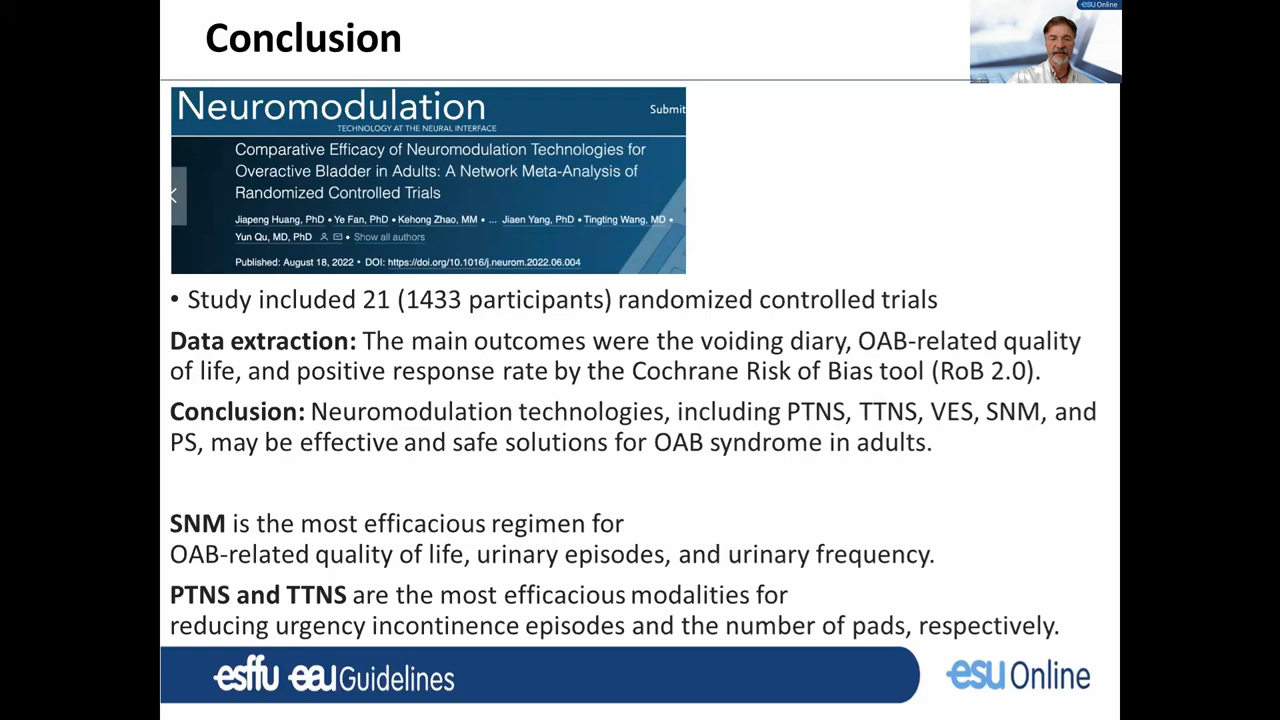 esu Online
Conclusion
Neuromodulation
Submit
TECHNOLOGY AT THE NEURAL INTERFACE
Comparative Efficacy of Neuromodulation Technologies for
Overactive Bladder in Adults: A Network Meta-Analysis of
Randomized Controlled Trials
Jiapeng Huang, PhD • Ye Fan, PhD • Kehong Zhao, MM • ... Jiaen Yang, PhD • Tingting Wang, MD •
Yun Qu, MD, PhD • Show all authors
Published: August 18, 2022 • DOI: https://doi.org/10.1016/j.neurom.2022.06.004
• Study included 21 (1433 participants) randomized controlled trials
Data extraction: The main outcomes were the voiding diary, OAB-related quality
of life, and positive response rate by the Cochrane Risk of Bias tool (RoB 2.0).
Conclusion: Neuromodulation technologies, including PTNS, TTNS, VES, SNM, and
PS, may be effective and safe solutions for OAB syndrome in adults.
SNM is the most efficacious regimen for
OAB-related quality of life, urinary episodes, and urinary frequency.
PTNS and TTNS are the most efficacious modalities for
reducing urgency incontinence episodes and the number of pads, respectively.
esffu eau Guidelines
esu Online